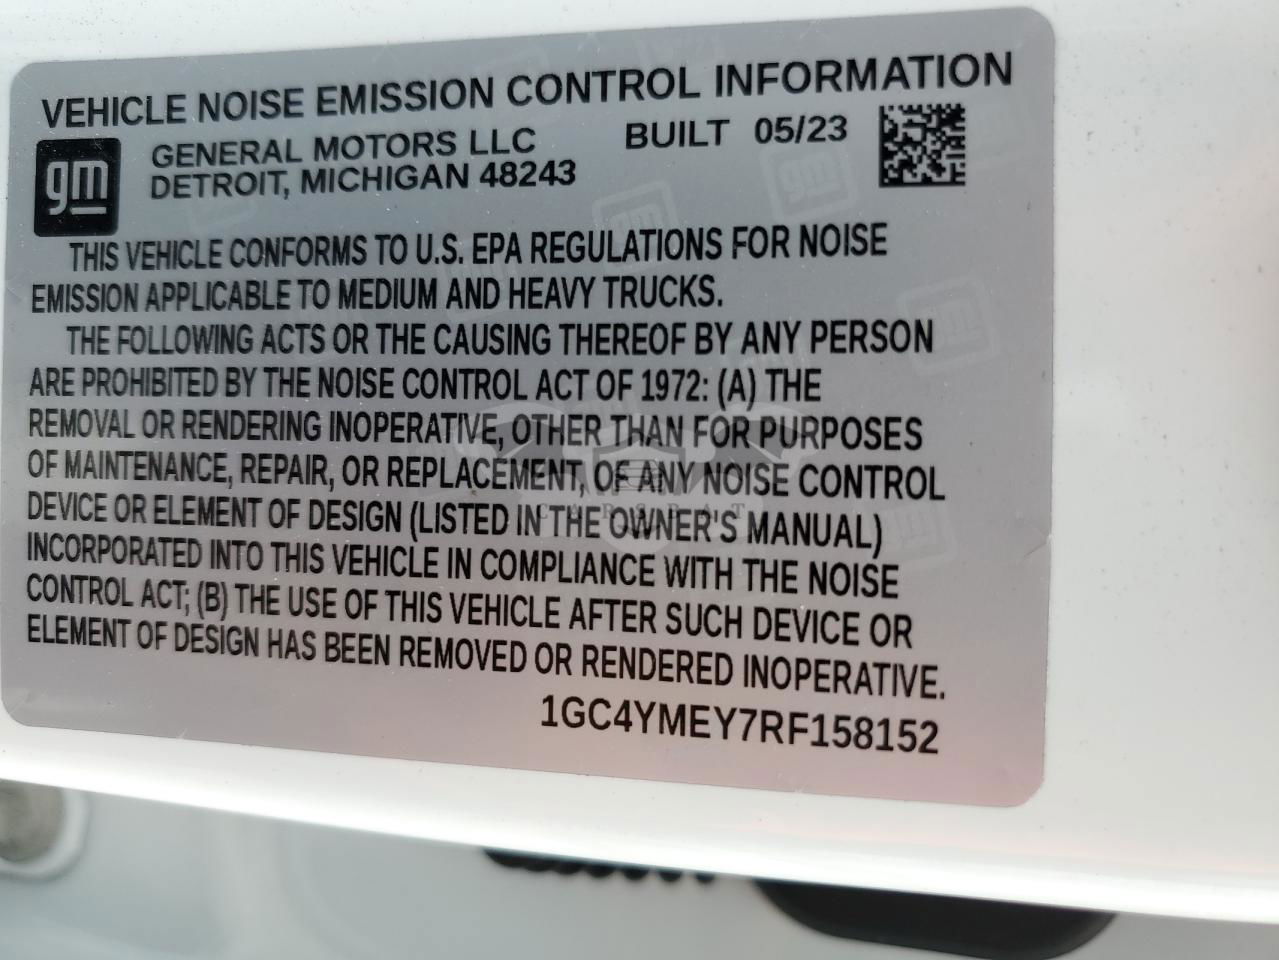 VEHICLE NOISE EMISSION CONTROL INFORMATION
gm
GENERAL MOTORS LLC BUILT 05/23
DETROIT, MICHIGAN 48243
THIS VEHICLE CONFORMS TO U.S. EPA REGULATIONS FOR NOISE
EMISSION APPLICABLE TO MEDIUM AND HEAVY TRUCKS.
THE FOLLOWING ACTS OR THE CAUSING THEREOF BY ANY PERSON
ARE PROHIBITED BY THE NOISE CONTROL ACT OF 1972: (A) THE
REMOVAL OR RENDERING INOPERATIVE, OTHER THAN FOR PURPOSES
OF MAINTENANCE, REPAIR, OR REPLACEMENT, OF ANY NOISE CONTROL
DEVICE OR ELEMENT OF DESIGN (LISTED IN THE OWNER'S MANUAL)
INCORPORATED INTO THIS VEHICLE IN COMPLIANCE WITH THE NOISE
CONTROL ACT; (B) THE USE OF THIS VEHICLE AFTER SUCH DEVICE OR
ELEMENT OF DESIGN HAS BEEN REMOVED OR RENDERED INOPERATIVE.
1GC4YMEY7RF158152